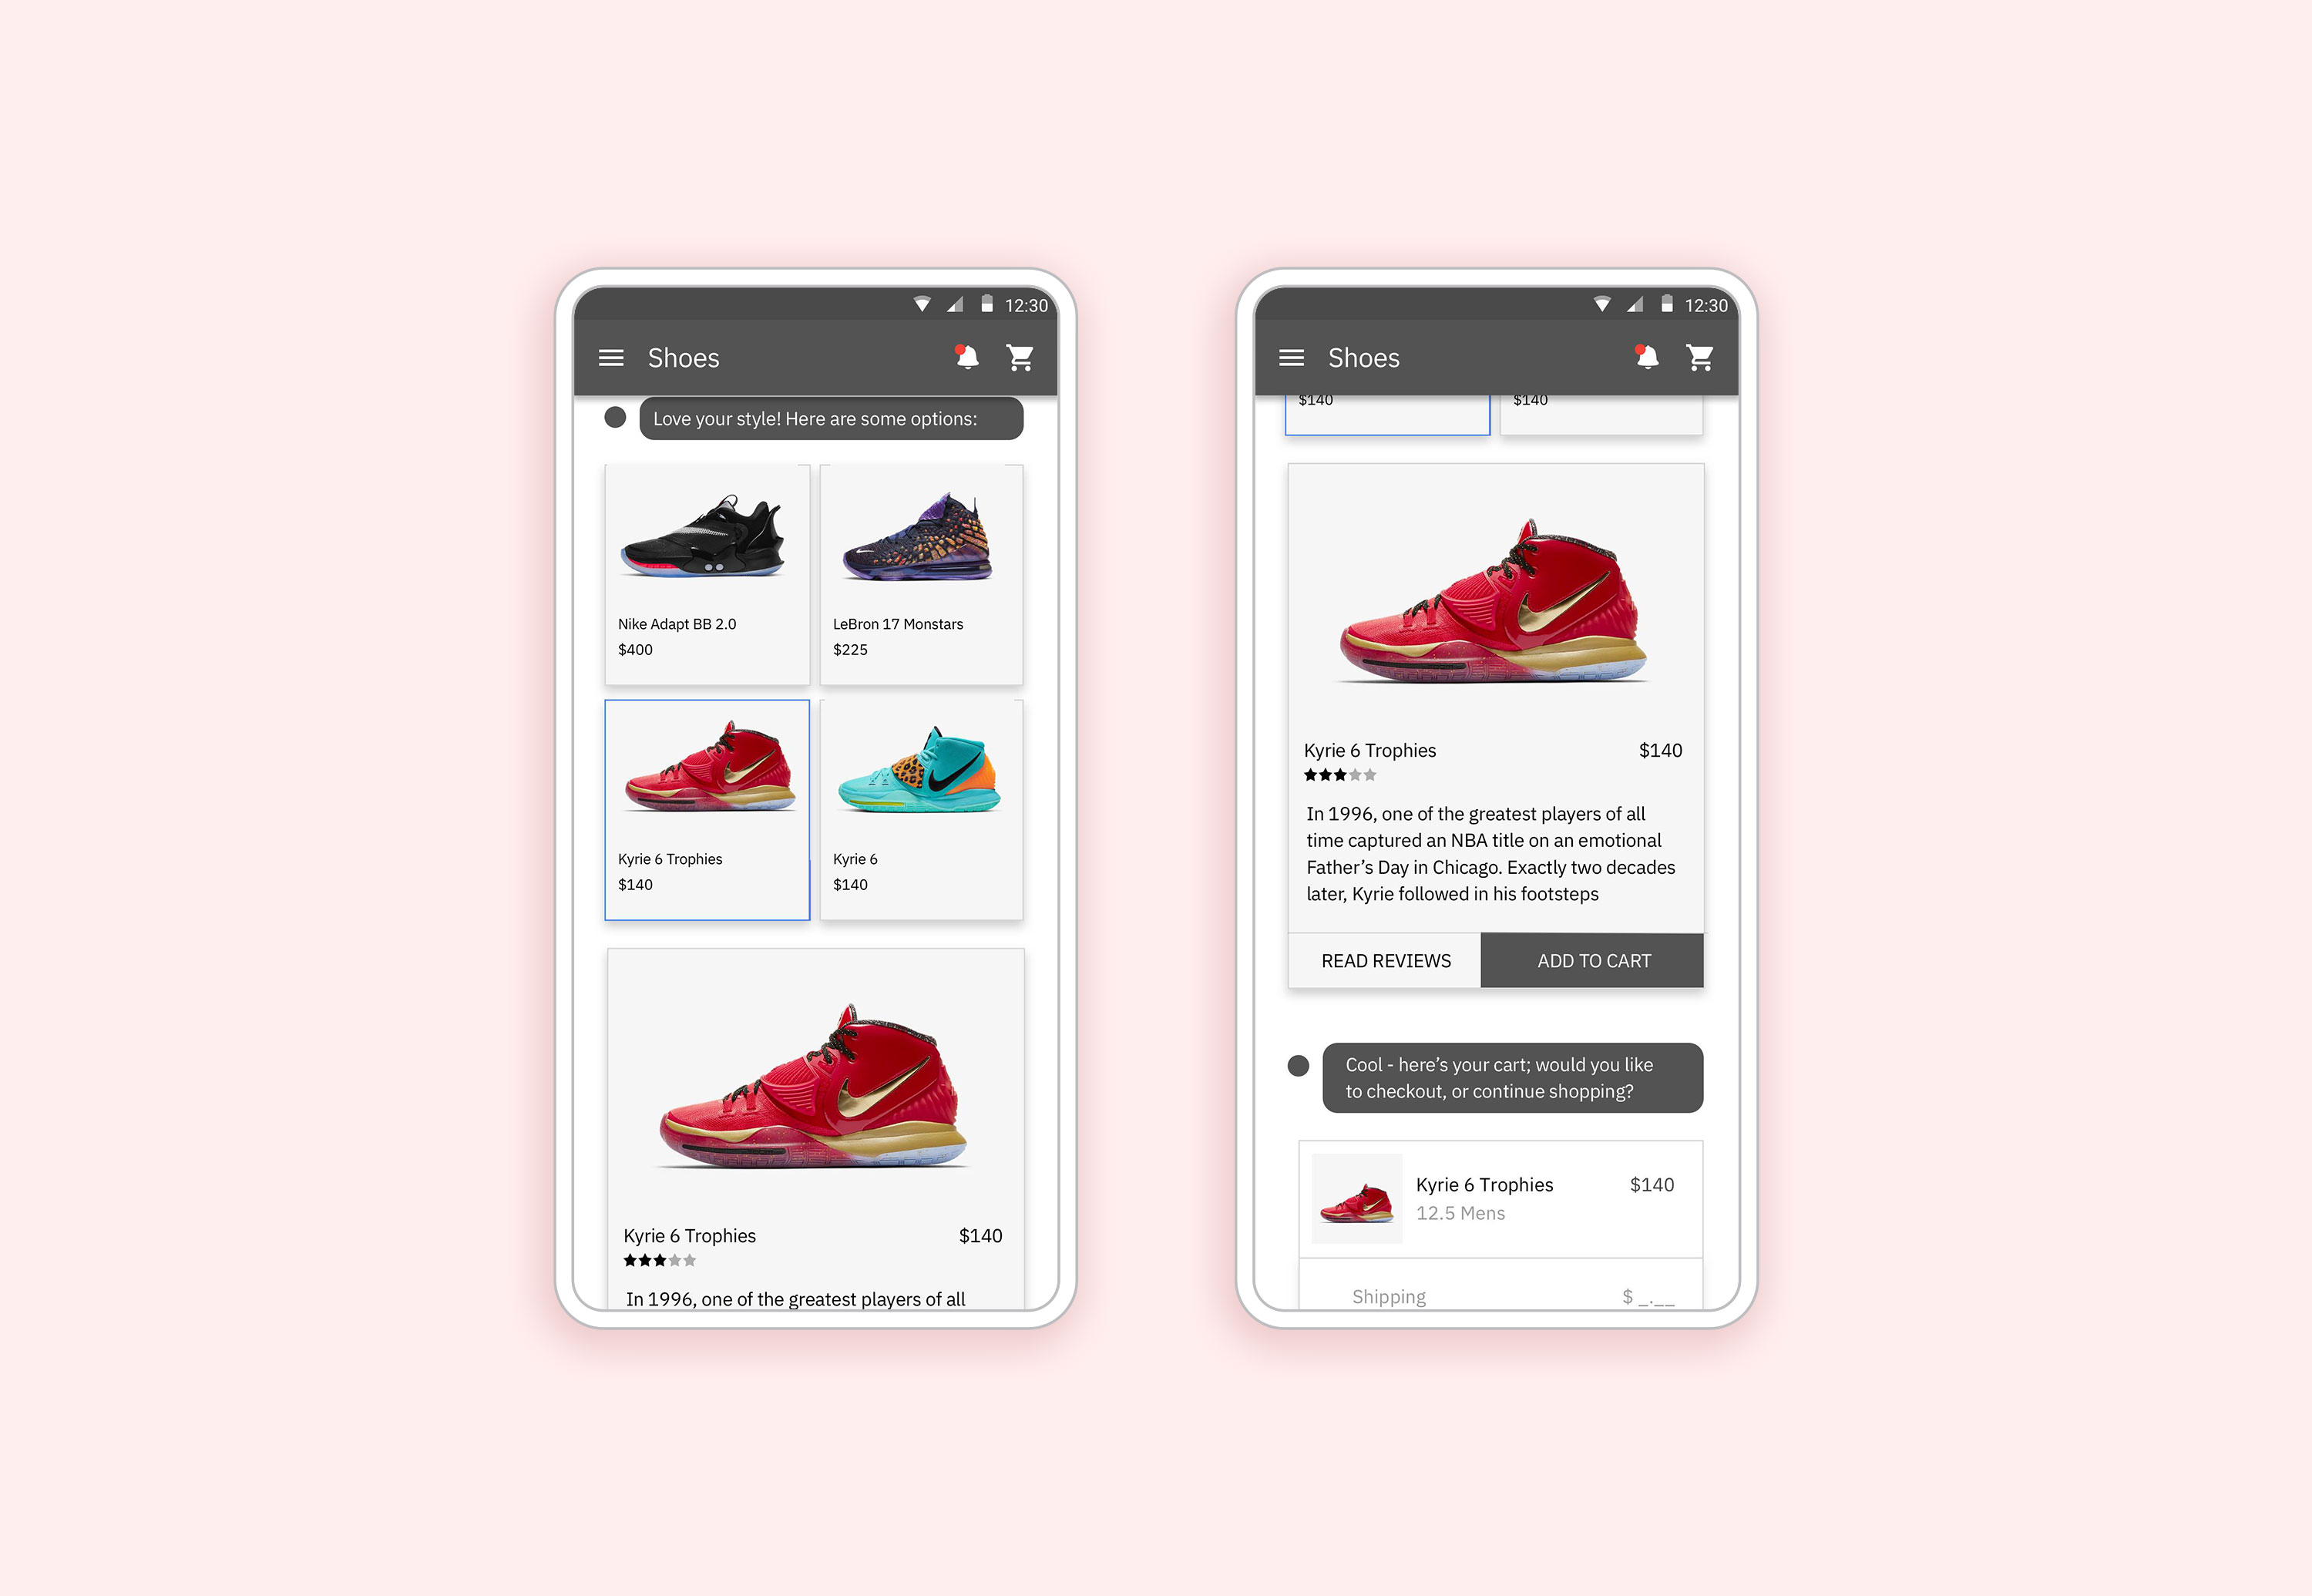 12:30
Shoes
Love your style! Here are some options:
Nike Adapt BB 2.0
$400
LeBron 17 Monstars
$225
Kyrie 6 Trophies
$140
Kyrie 6
$140
Kyrie 6 Trophies
$140
In 1996, one of the greatest players of all
12:30
Shoes
$140
$140
Kyrie 6 Trophies
$140
In 1996, one of the greatest players of all
time captured an NBA title on an emotional
Father’s Day in Chicago. Exactly two decades
later, Kyrie followed in his footsteps
READ REVIEWS
ADD TO CART
Cool - here’s your cart; would you like
to checkout, or continue shopping?
Kyrie 6 Trophies
$140
12.5 Mens
Shipping
$ _.__